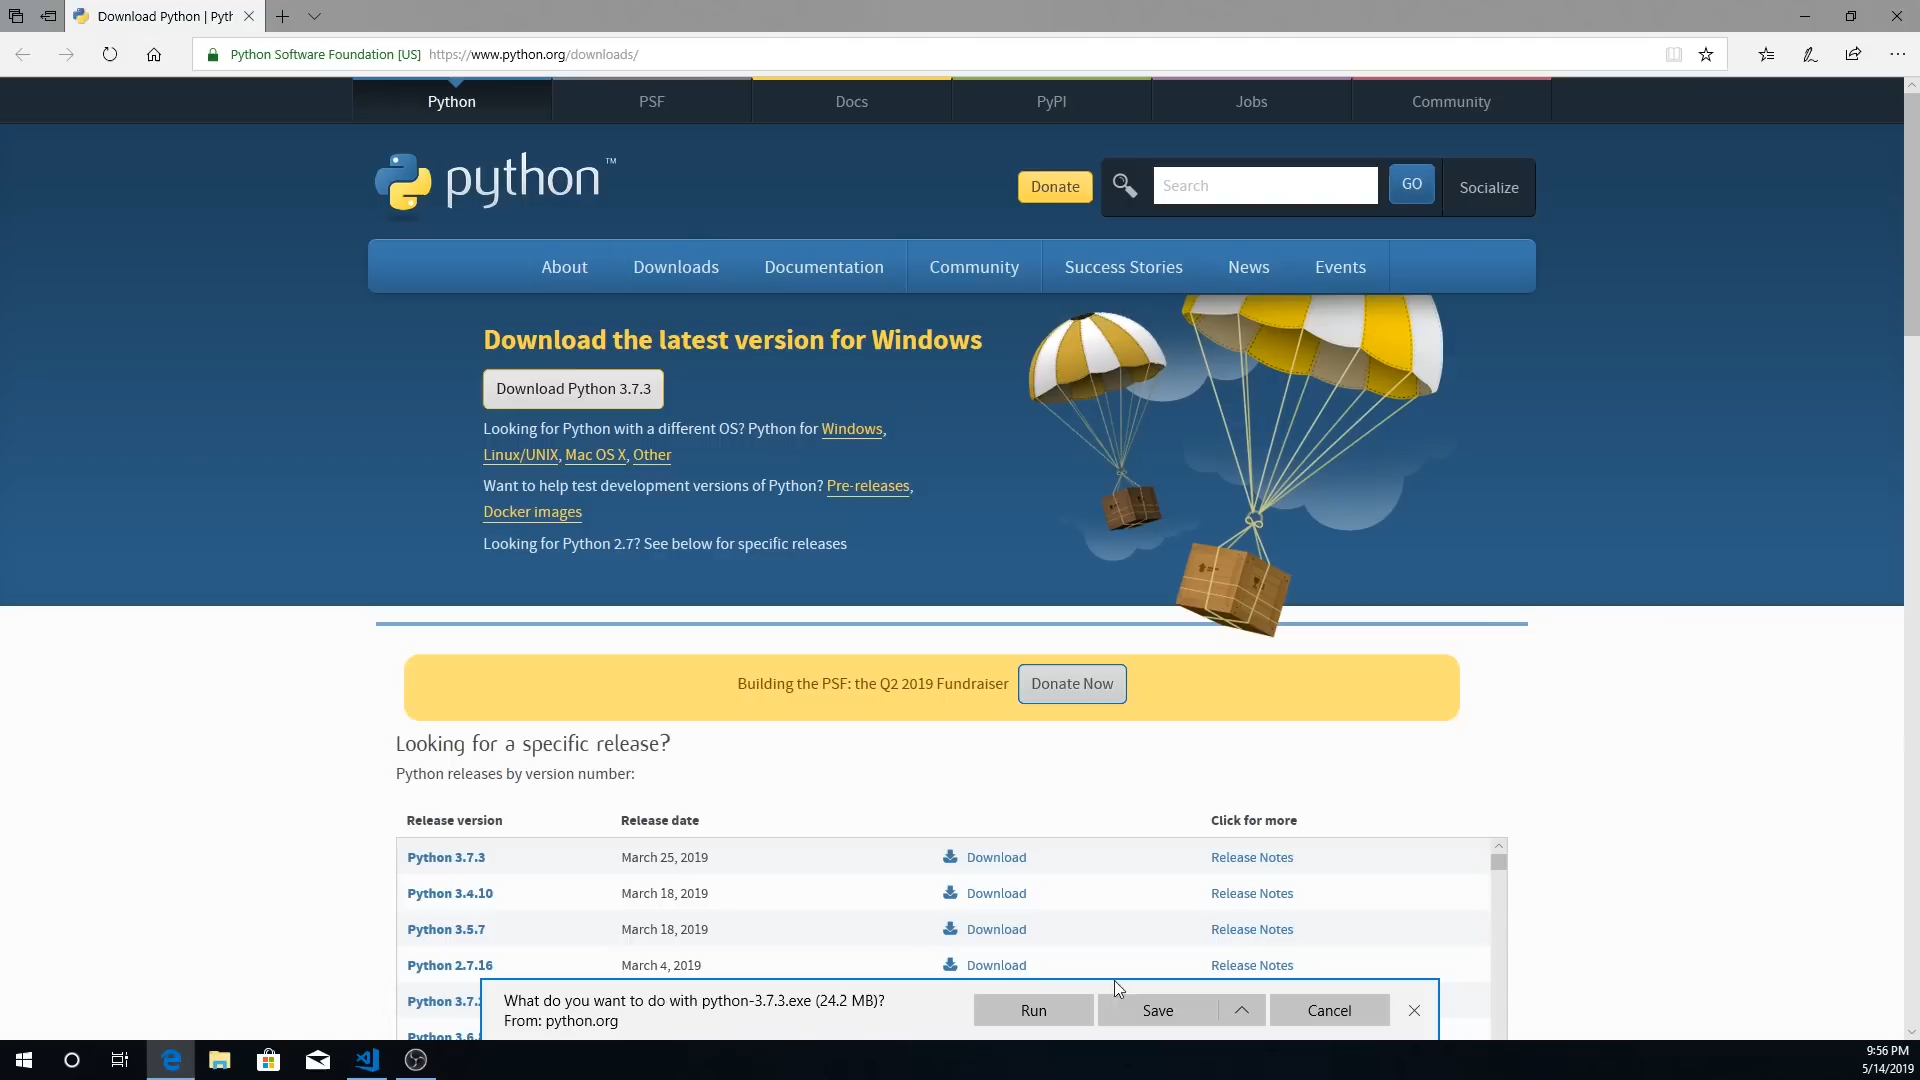 Download Python | Pyth
Python Software Foundation [US] https://www.python.org/downloads/
Python PSF Docs PyPI Jobs Community
python™
Donate Search GO Socialize
About Downloads Documentation Community Success Stories News Events
Download the latest version for Windows
Download Python 3.7.3
Looking for Python with a different OS? Python for Windows,
Linux/UNIX, Mac OS X, Other
Want to help test development versions of Python? Pre-releases,
Docker images
Looking for Python 2.7? See below for specific releases
Building the PSF: the Q2 2019 Fundraiser Donate Now
Looking for a specific release?
Python releases by version number:
Release version Release date Click for more
Python 3.7.3 March 25, 2019 Download Release Notes
Python 3.4.10 March 18, 2019 Download Release Notes
Python 3.5.7 March 18, 2019 Download Release Notes
Python 2.7.16 March 4, 2019 Download Release Notes
Python 3.7.
What do you want to do with python-3.7.3.exe (24.2 MB)?
From: python.org
Run Save Cancel
Python 3.6.
9:56 PM
5/14/2019